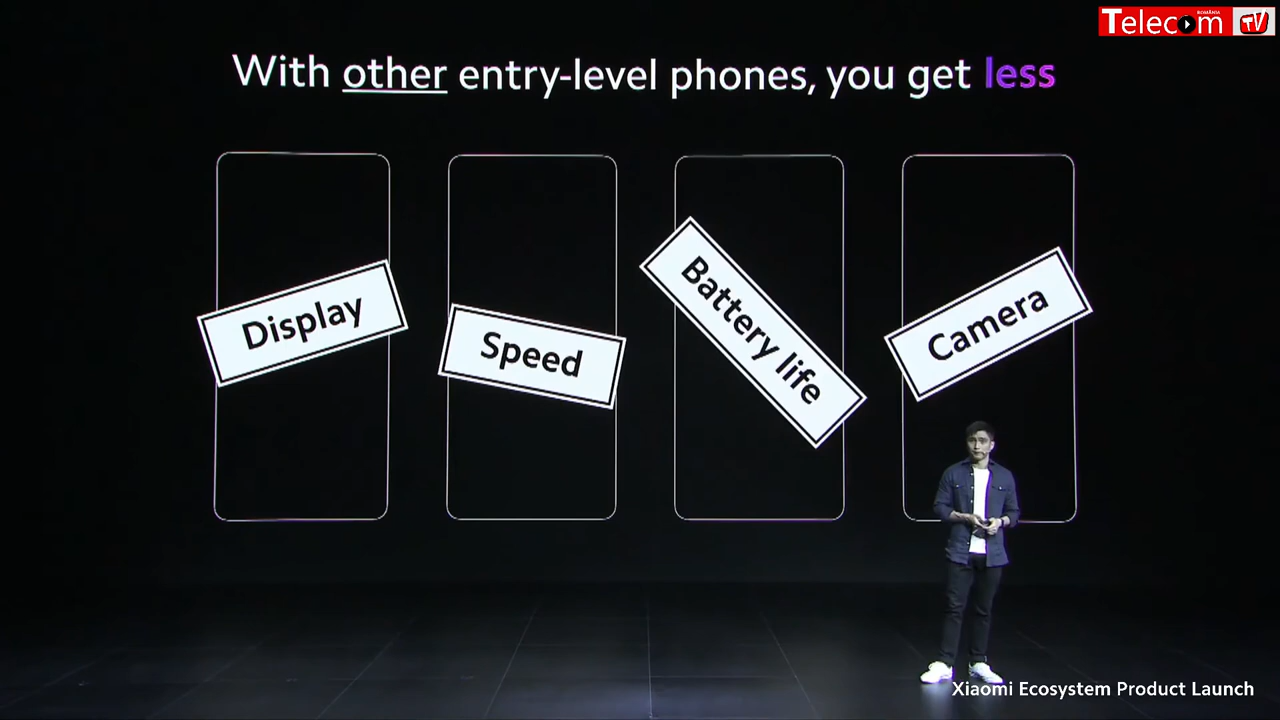 ROMÂNIA
Telecom TV
With other entry-level phones, you get less
Display
Speed
Battery life
Camera
Xiaomi Ecosystem Product Launch